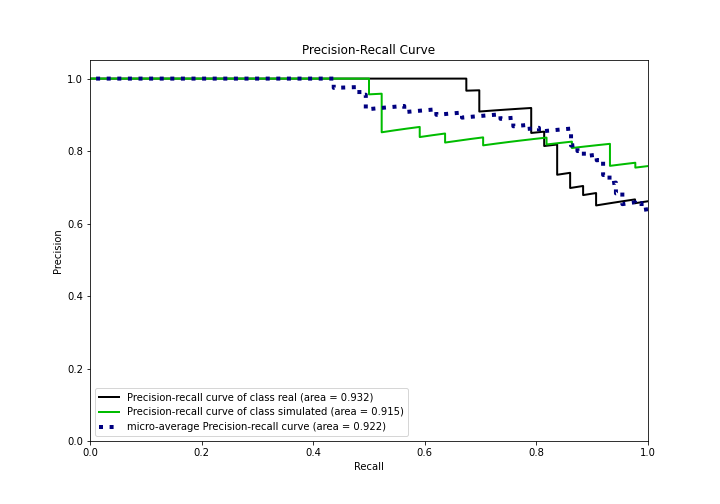 Precision-Recall Curve
1.0
0.8
0.6
0.4
0.2
0.0
Precision
Precision-recall curve of class real (area = 0.932)
Precision-recall curve of class simulated (area = 0.915)
micro-average Precision-recall curve (area = 0.922)
0.0 0.2 0.4 0.6 0.8 1.0
Recall